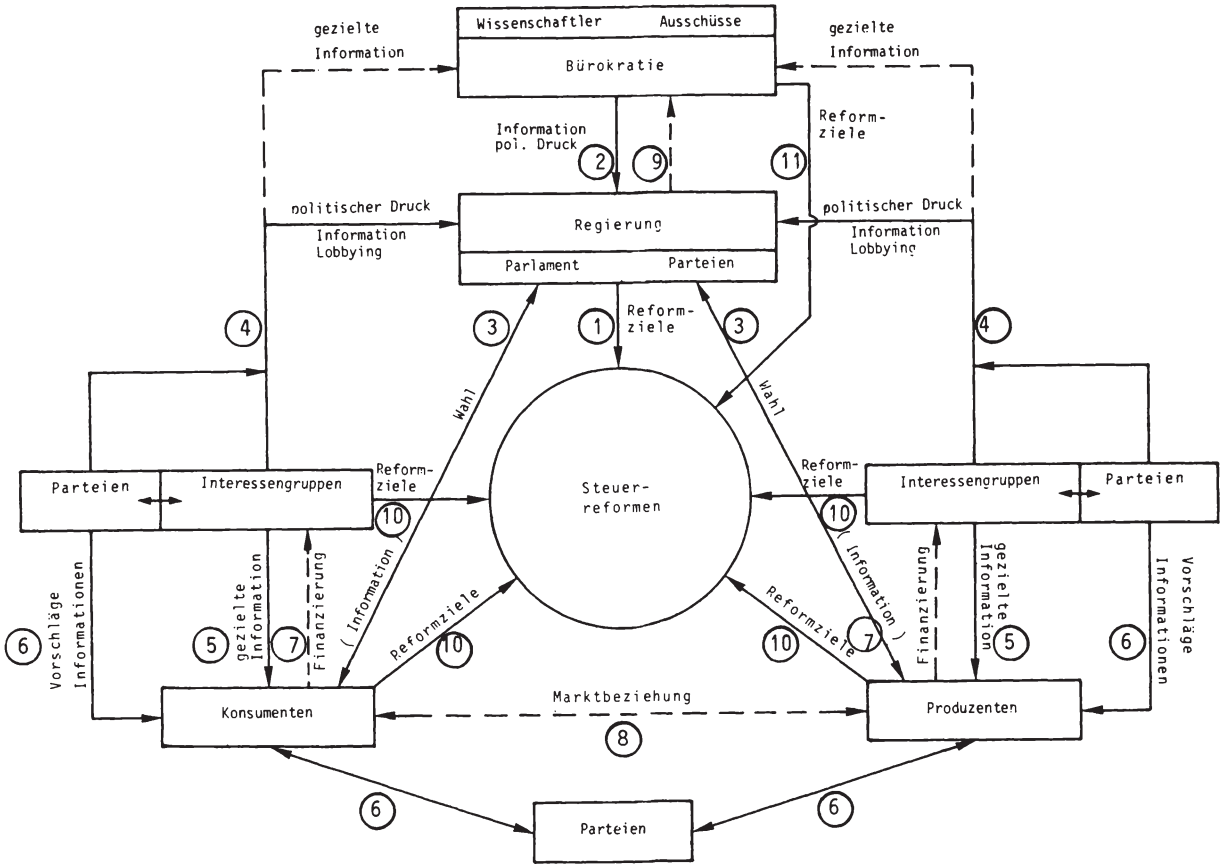 gezielte
Information
Wissenschaftler Ausschüsse
Bürokratie
gezielte
Information
Information
pol. Druck
2
9
11
Reform-
ziele
politischer Druck
Information
Lobbying
Regierung
Parlament Parteien
politischer Druck
Information
Lobbying
4
3
1
Reform-
ziele
3
4
Wahl
Wahl
Parteien
Interessengruppen
Reform-
ziele
10
Steuer-
reformen
Reform-
ziele
10
Interessengruppen
Parteien
6
Vorschläge
Informationen
5
gezielte
Information
7
Finanzierung
( Information )
Reformziele
10
Reformziele
10
( Information )
7
Finanzierung
gezielte
Information
5
6
Vorschläge
Informationen
Konsumenten
Marktbeziehung
8
Produzenten
6
Parteien
6